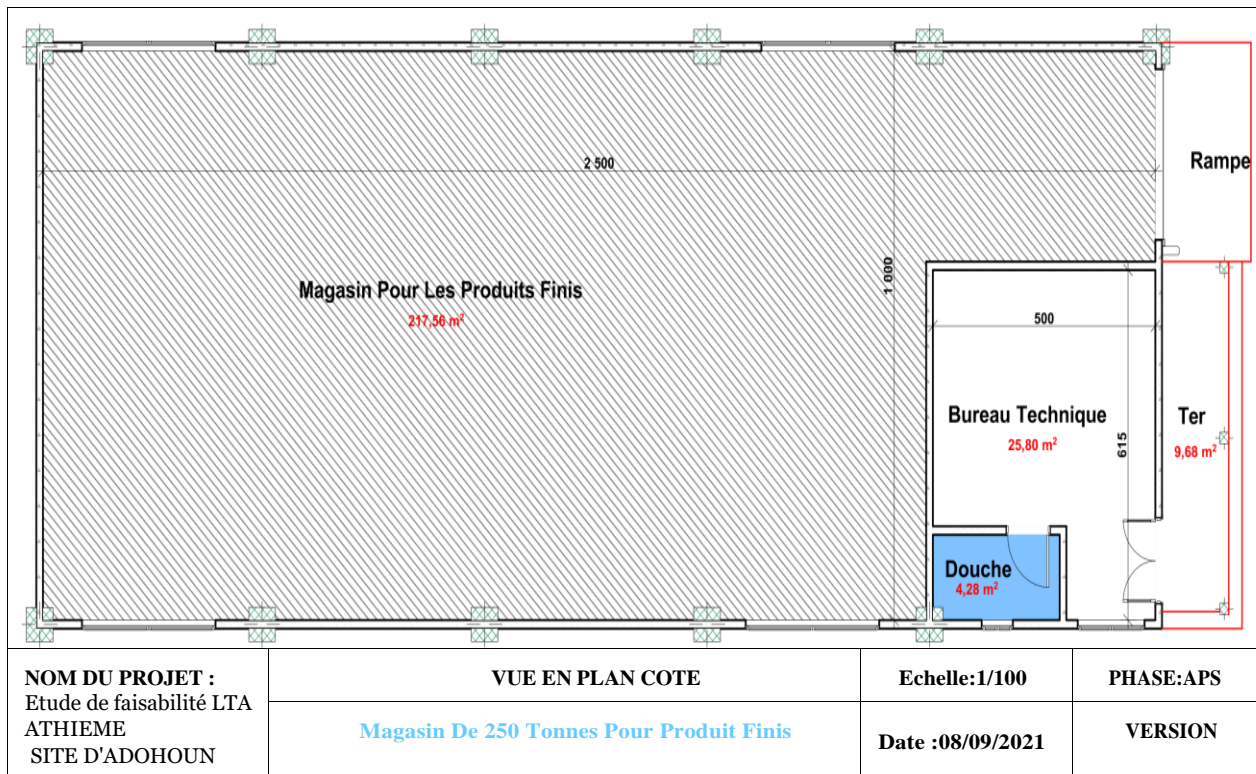 2 500
Rampe
1 000
Magasin Pour Les Produits Finis
217,56 m²
500
Bureau Technique
25,80 m²
615
Ter
9,68 m²
Douche
4,28 m²
NOM DU PROJET :
Etude de faisabilité LTA
ATHIEME
SITE D'ADOHOUN
VUE EN PLAN COTE
Magasin De 250 Tonnes Pour Produit Finis
Echelle:1/100
Date :08/09/2021
PHASE:APS
VERSION